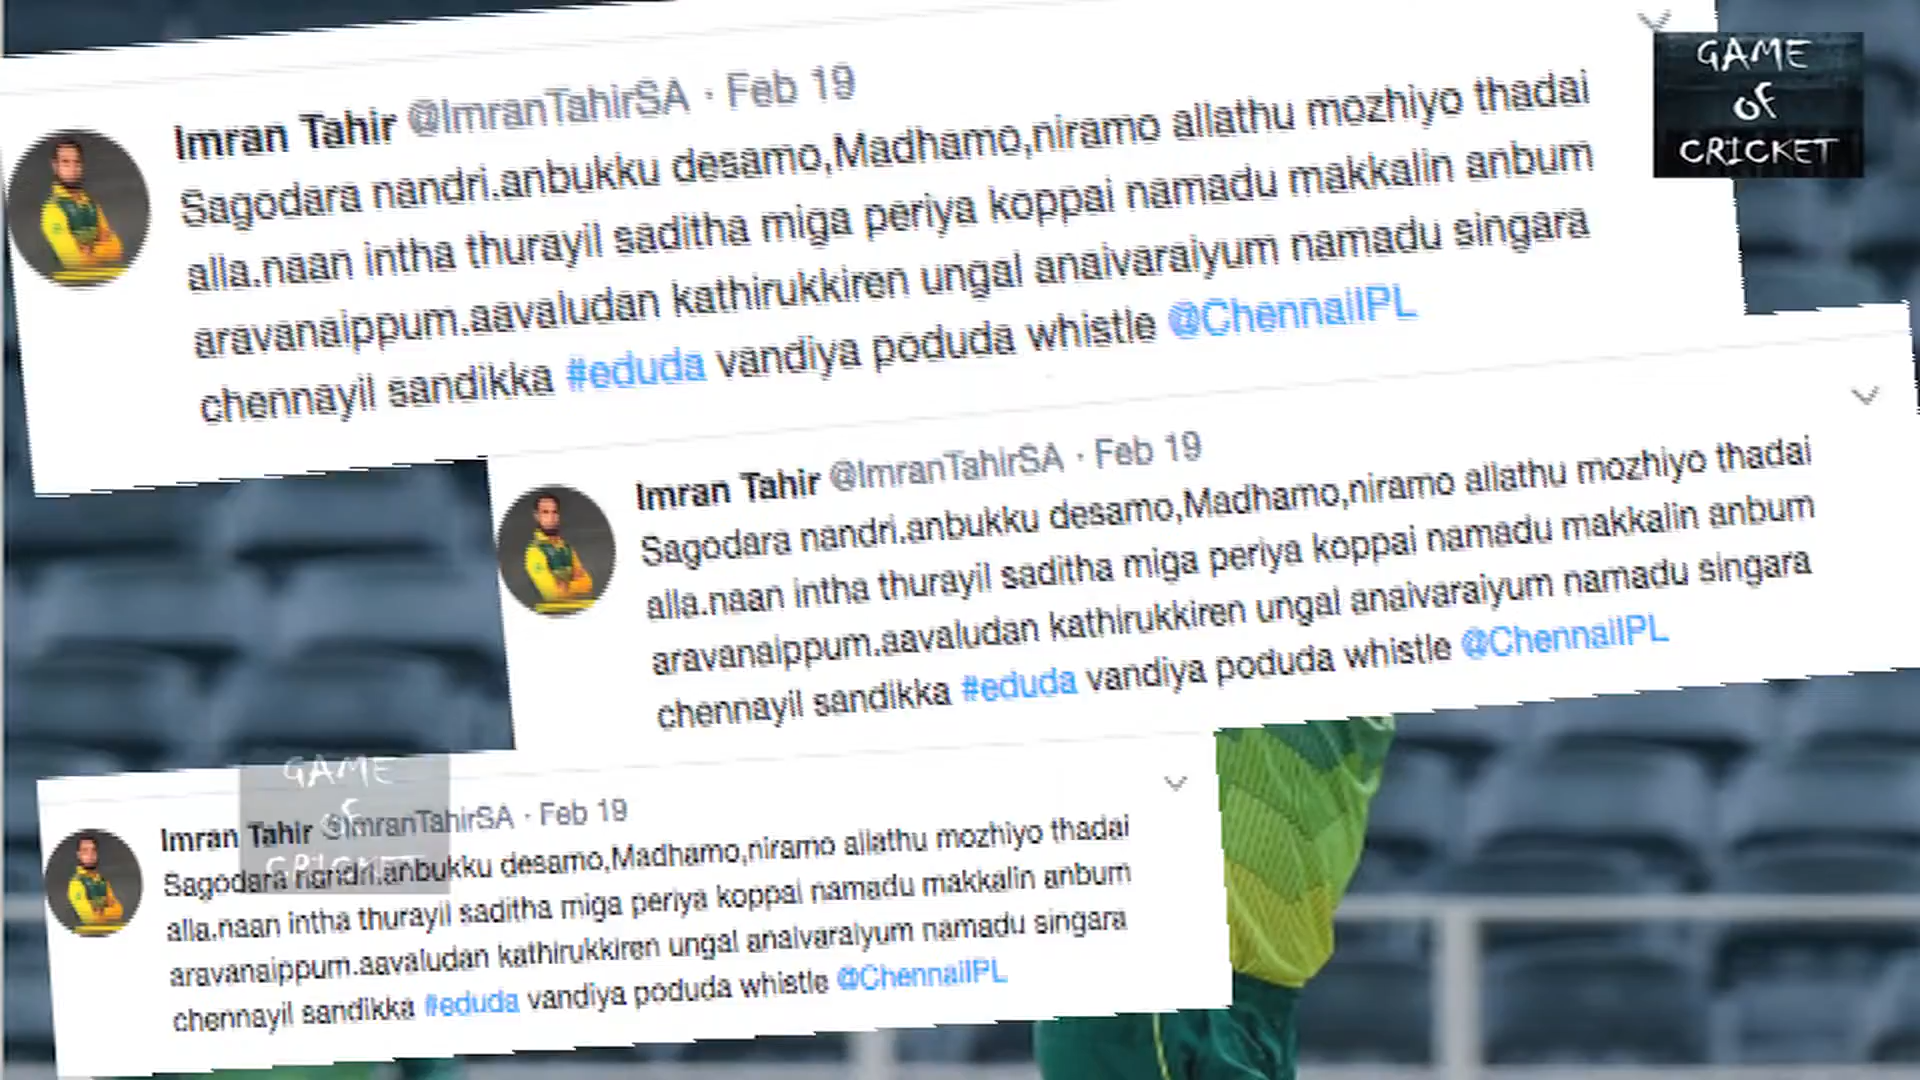 GAME
OF
CRICKET
Imran Tahir @ImranTahirSA · Feb 19
Sagodara nandri.anbukku desamo,Madhamo,niramo allathu mozhiyo thadai
alla.naan intha thurayil saditha miga periya koppai namadu makkalin anbum
aravanaippum.aavaludan kathirukkiren ungal anaivaraiyum namadu singara
chennayil sandikka #eduda vandiya poduda whistle @ChennaiIPL
Imran Tahir @ImranTahirSA · Feb 19
Sagodara nandri.anbukku desamo,Madhamo,niramo allathu mozhiyo thadai
alla.naan intha thurayil saditha miga periya koppai namadu makkalin anbum
aravanaippum.aavaludan kathirukkiren ungal anaivaraiyum namadu singara
chennayil sandikka #eduda vandiya poduda whistle @ChennaiIPL
GAME
OF
CRICKET
Imran Tahir @ImranTahirSA · Feb 19
Sagodara nandri.anbukku desamo,Madhamo,niramo allathu mozhiyo thadai
alla.naan intha thurayil saditha miga periya koppai namadu makkalin anbum
aravanaippum.aavaludan kathirukkiren ungal anaivaraiyum namadu singara
chennayil sandikka #eduda vandiya poduda whistle @ChennaiIPL